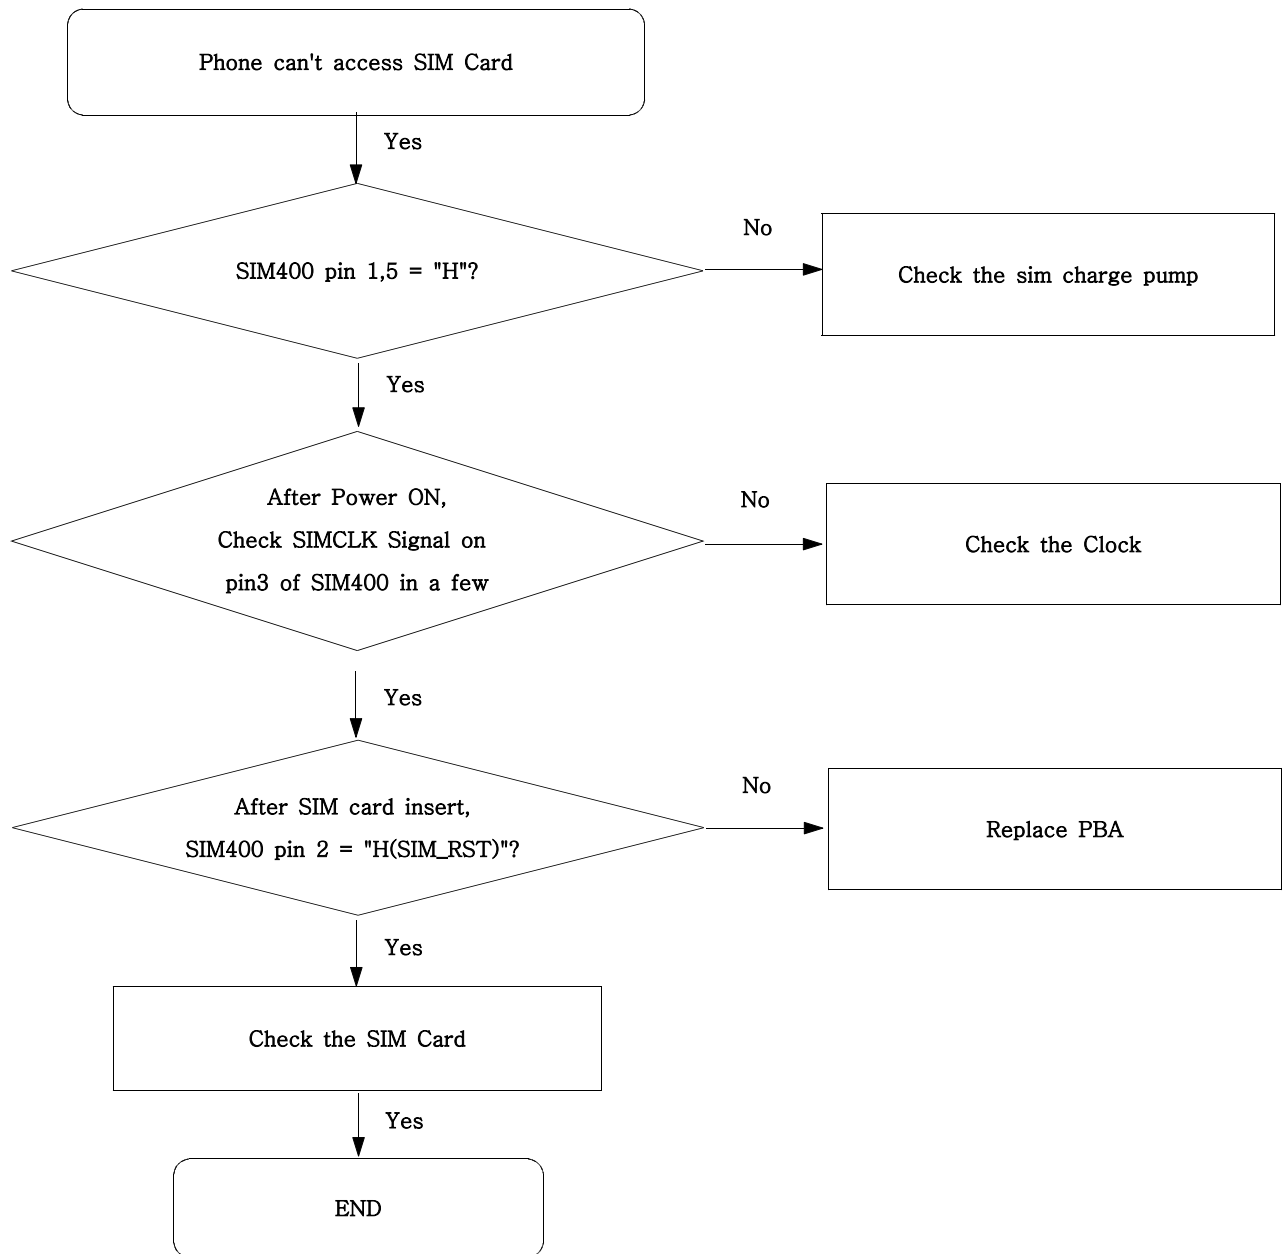 Phone can't access SIM Card
Yes
SIM400 pin 1,5 = "H"?
No
Check the sim charge pump
Yes
After Power ON,
Check SIMCLK Signal on
pin3 of SIM400 in a few
No
Check the Clock
Yes
After SIM card insert,
SIM400 pin 2 = "H(SIM_RST)"?
No
Replace PBA
Yes
Check the SIM Card
Yes
END